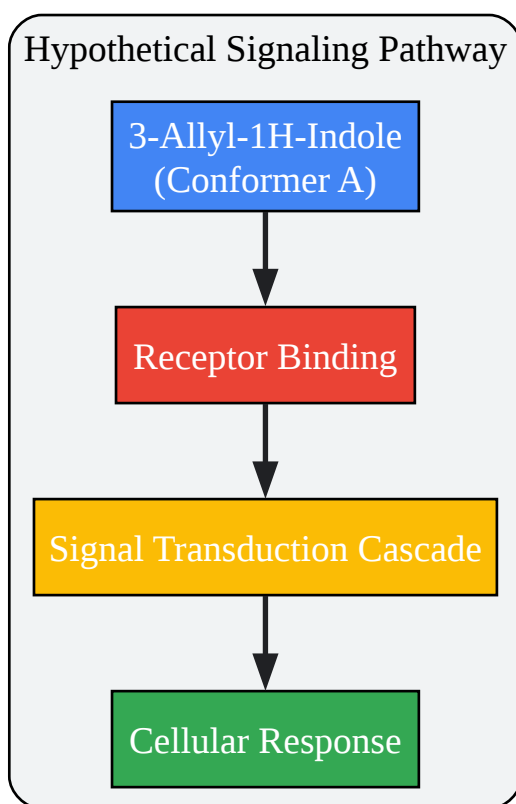 Hypothetical Signaling Pathway
3-Allyl-1H-Indole
(Conformer A)
Receptor Binding
Signal Transduction Cascade
Cellular Response